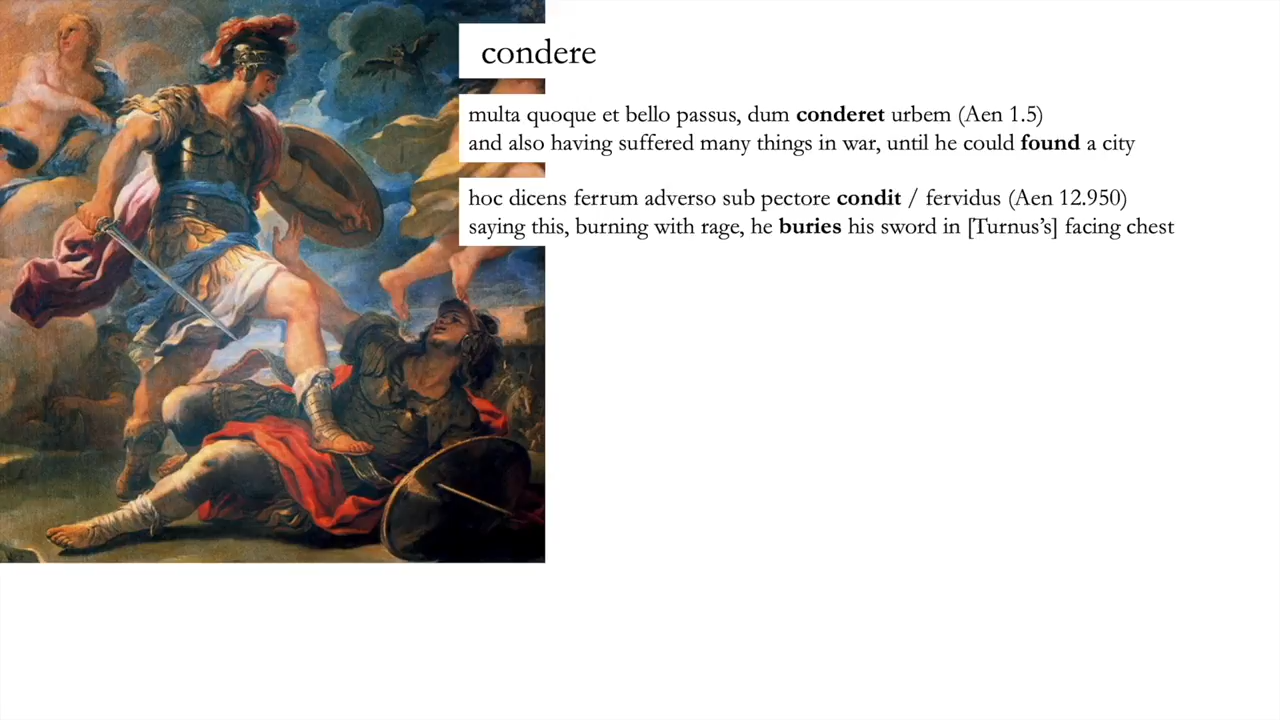 condere
multa quoque et bello passus, dum conderet urbem (Aen 1.5)
and also having suffered many things in war, until he could found a city
hoc dicens ferrum adverso sub pectore condit / fervidus (Aen 12.950)
saying this, burning with rage, he buries his sword in [Turnus’s] facing chest